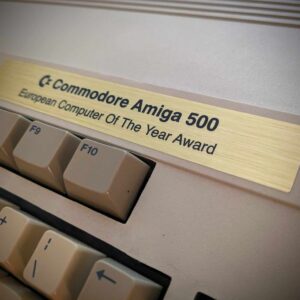 Commodore Amiga 500
European Computer Of The Year Award
F9
F10
+
\
←